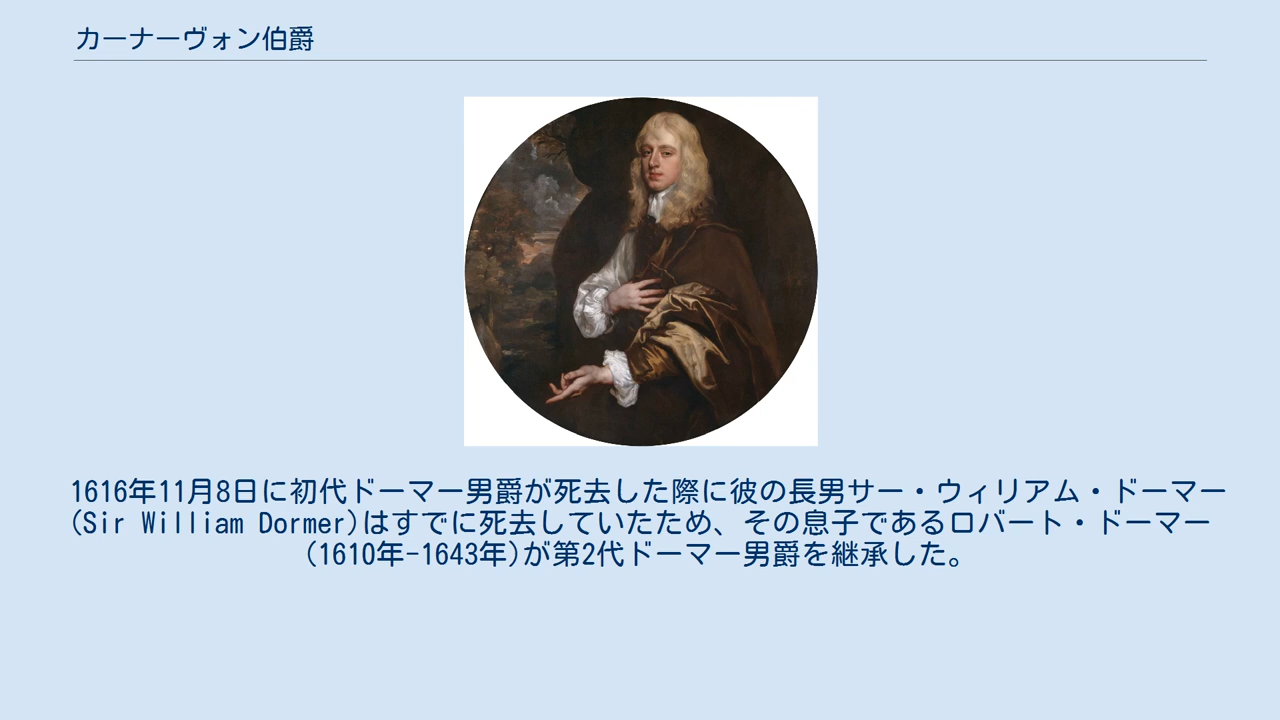 カーナーヴォン伯爵
1616年11月8日に初代ドーマー男爵が死去した際に彼の長男サー・ウィリアム・ドーマー
(Sir William Dormer)はすでに死去していたため、その息子であるロバート・ドーマー
(1610年-1643年)が第2代ドーマー男爵を継承した。